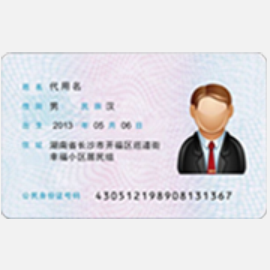 姓名 代用名
性别 男 民族 汉
出生 2013 年 05 月 06 日
住址 湖南省长沙市开福区巡道街
幸福小区居民组
公民身份证号码 430512198908131367